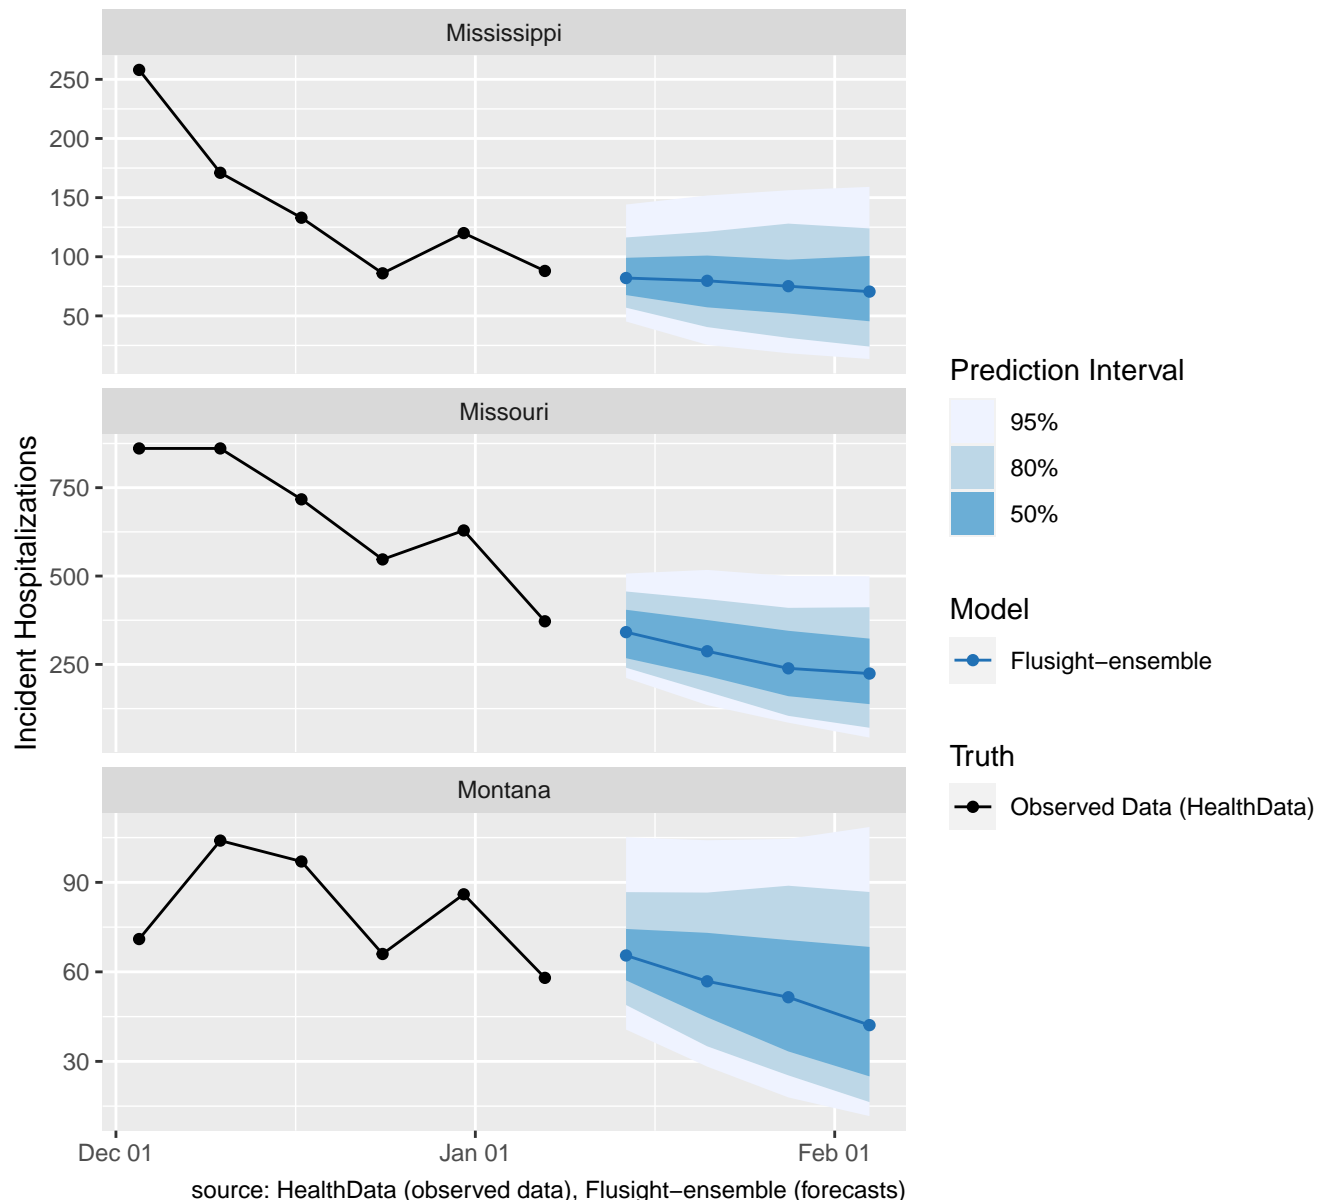 Mississippi
250
200
150
100
50
Missouri
750
500
250
Montana
90
60
30
Dec 01
Jan 01
Feb 01
Incident Hospitalizations
source: HealthData (observed data), Flusight−ensemble (forecasts)
Prediction Interval
95%
80%
50%
Model
Flusight−ensemble
Truth
Observed Data (HealthData)